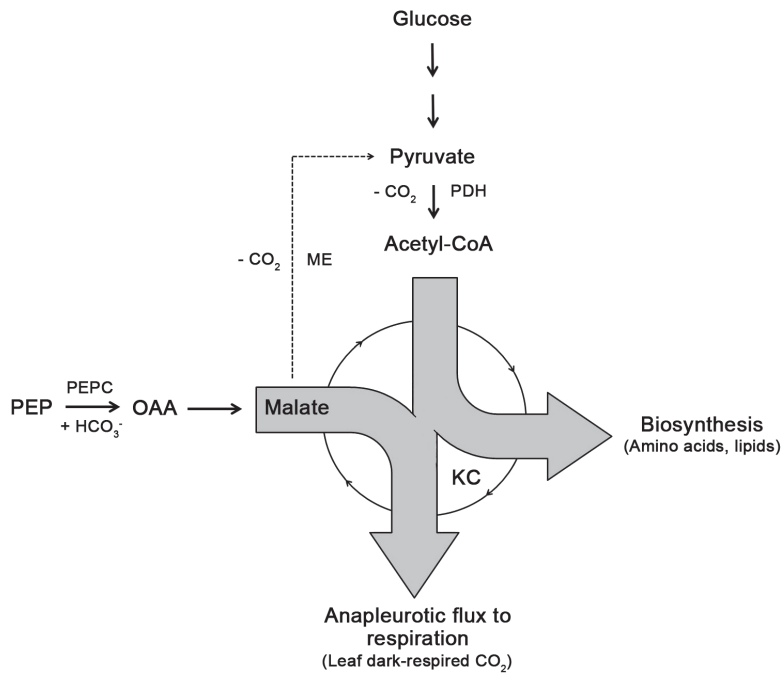 Glucose
Pyruvate
- CO₂ PDH
Acetyl-CoA
- CO₂ ME
PEPC
PEP OAA Malate
+ HCO₃⁻
Biosynthesis
(Amino acids, lipids)
KC
Anapleurotic flux to
respiration
(Leaf dark-respired CO₂)